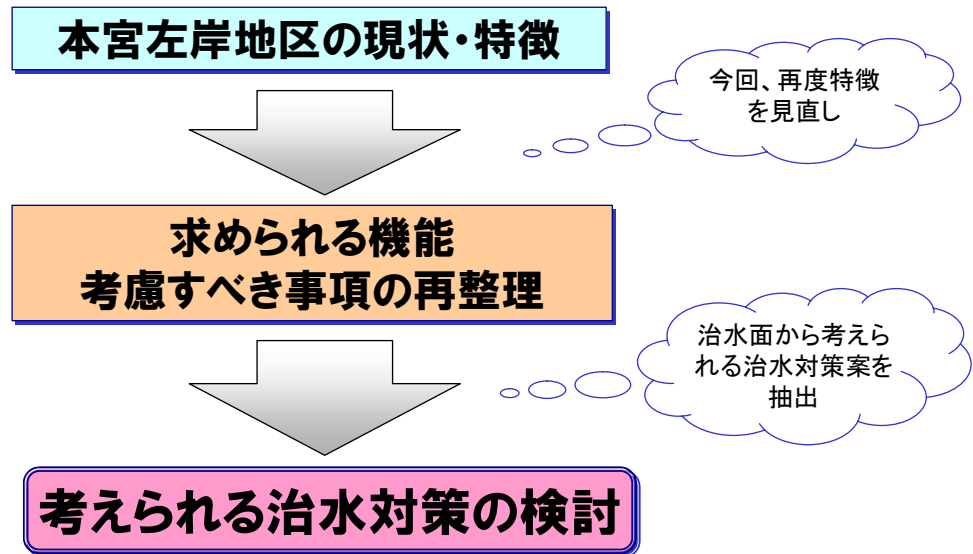 本宮左岸地区の現状・特徴
今回、再度特徴
を見直し
求められる機能
考慮すべき事項の再整理
治水面から考えら
れる治水対策案を
抽出
考えられる治水対策の検討